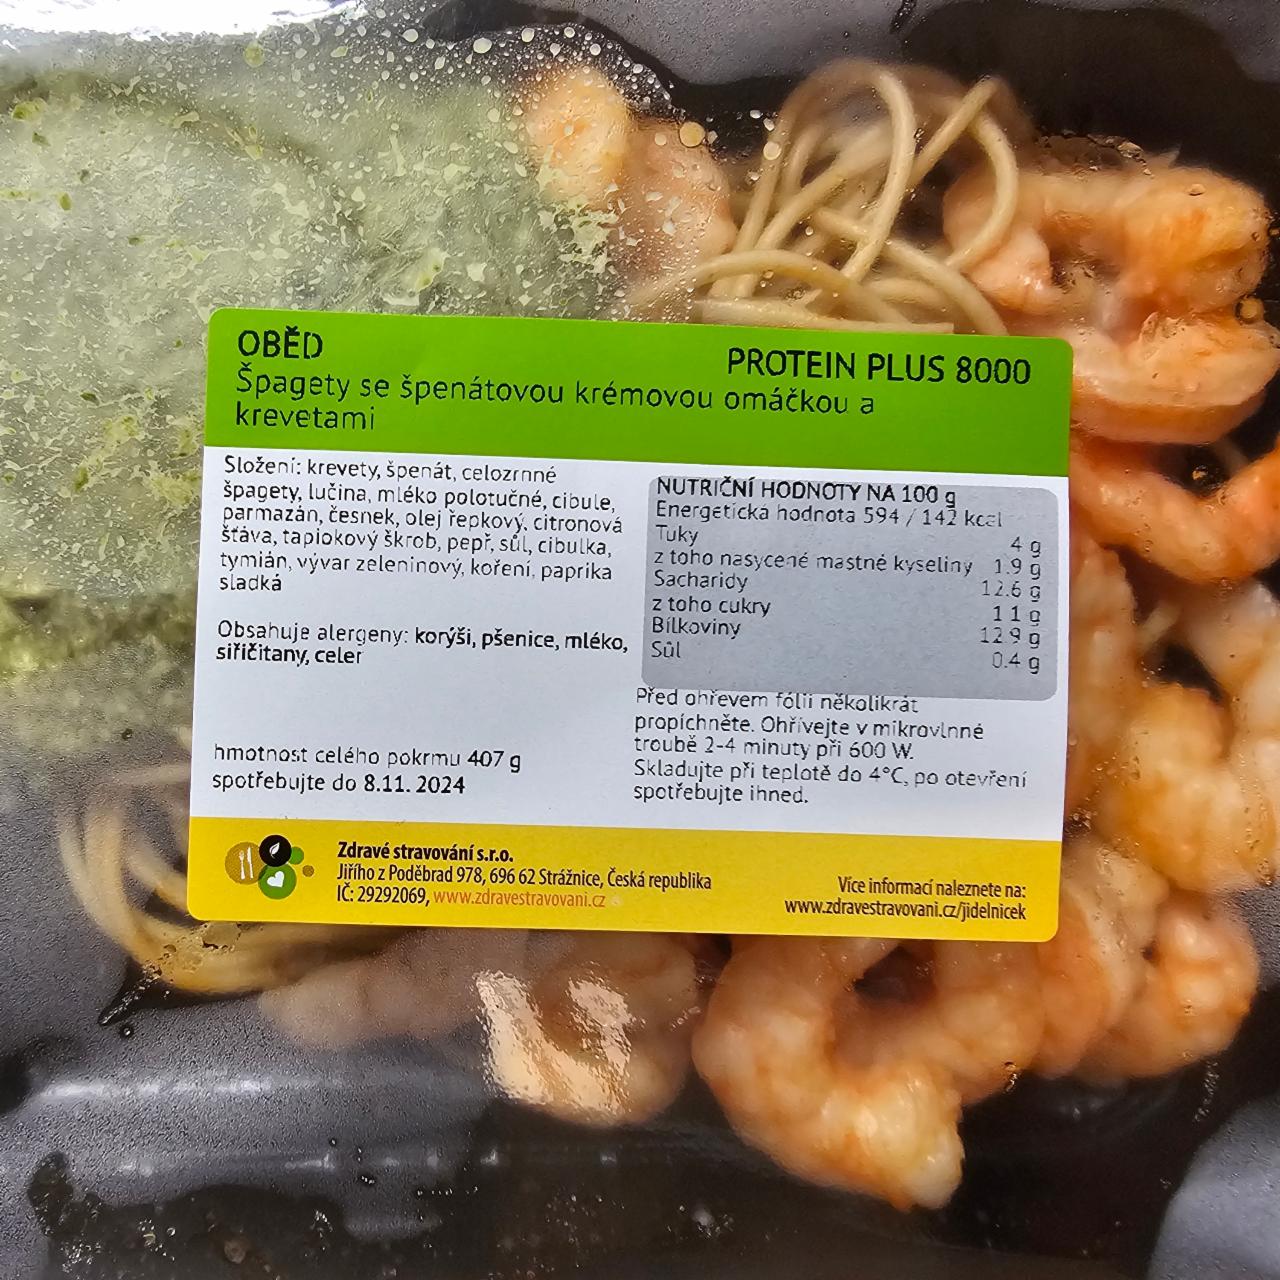 OBĚD
PROTEIN PLUS 8000
Špagety se špenátovou krémovou omáčkou a
krevetami
Složení: krevety, špenát, celozrnné
špagety, lučina, mléko polotučné, cibule,
parmazán, česnek, olej řepkový, citronová
šťáva, tapiokový škrob, pepř, sůl, cibulka,
tymián, vývar zeleninový, koření, paprika
sladká
Obsahuje alergeny: korýši, pšenice, mléko,
siřičitany, celer
hmotnost celého pokrmu 407 g
spotřebujte do 8.11. 2024
NUTRIČNÍ HODNOTY NA 100 g
Energetická hodnota 594 / 142 kcal
Tuky 4 g
z toho nasycené mastné kyseliny 1.9 g
Sacharidy 12.6 g
z toho cukry 1 1 g
Bílkoviny 12 9 g
Sůl 0.4 g
Před ohřevem fólii několikrát
propíchněte. Ohřívejte v mikrovlnné
troubě 2-4 minuty při 600 W.
Skladujte při teplotě do 4°C, po otevření
spotřebujte ihned.
Zdravé stravování s.r.o.
Jiřího z Poděbrad 978, 696 62 Strážnice, Česká republika
IČ: 29292069, www.zdravestravovani.cz
Více informací naleznete na:
www.zdravestravovani.cz/jidelnicek